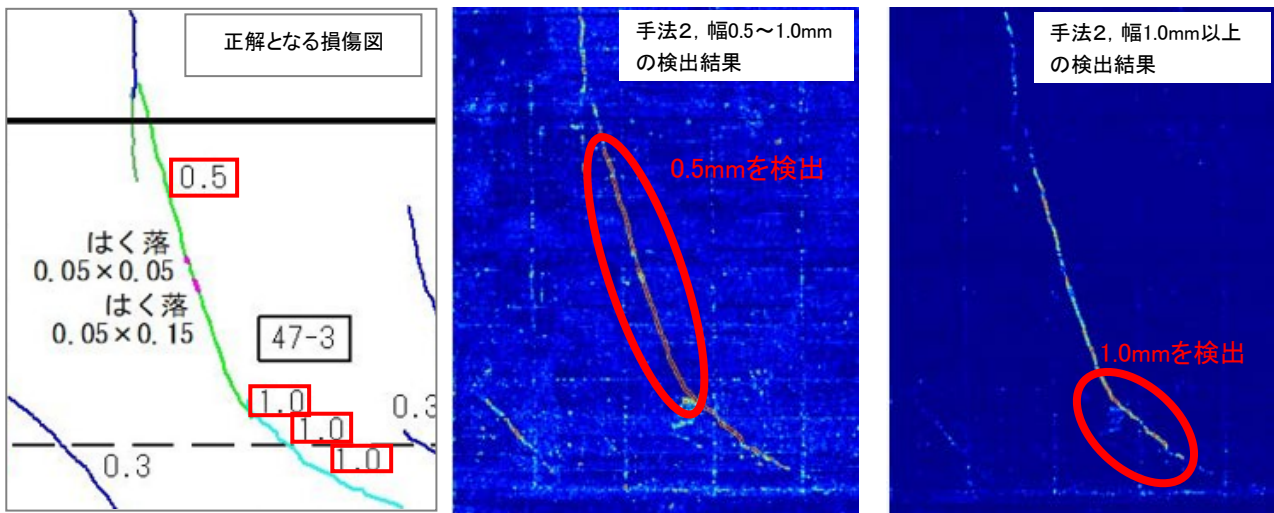 正解となる損傷図
0.5
はく落
0.05×0.05
はく落
0.05×0.15
47-3
1.0
1.0
1.0
0.3
0.3
手法2，幅0.5～1.0mm
の検出結果
0.5mmを検出
手法2，幅1.0mm以上
の検出結果
1.0mmを検出